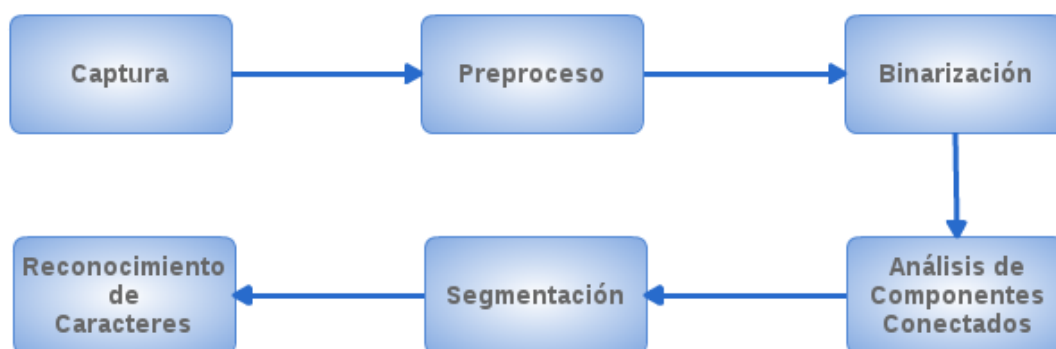 Captura
Preproceso
Binarización
Análisis de
Componentes
Conectados
Segmentación
Reconocimiento
de
Caracteres